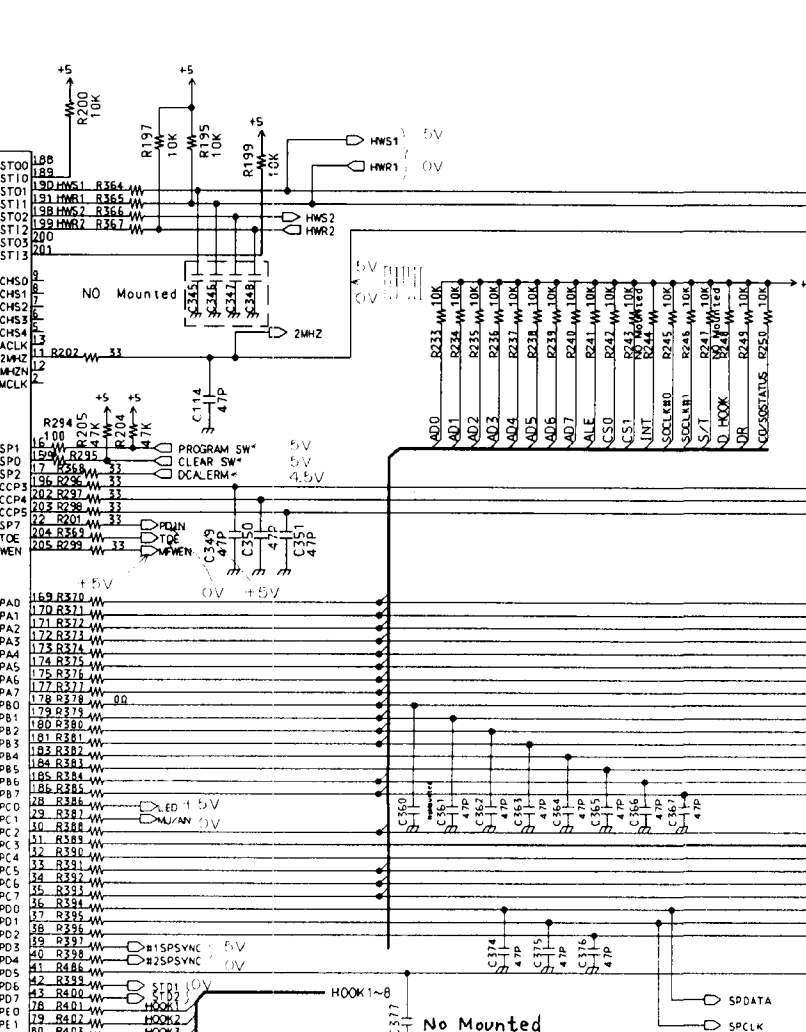 +5
+5
R200
10K
+5
R197
10K
R195
10K
R199
10K
HWS1 5V
HWR1 0V
STO0 188
STI0 189
STO1 190 HWS1 R364
STI1 191 HWR1 R365
STO2 198 HWS2 R366
STI2 199 HWR2 R367
STO3 200
STI3 201
HWS2
HWR2
CHS0 9
CHS1 8
CHS2 7
CHS3 6
CHS4 5
ACLK 13
2MHZ 11 R202 33
MHZN 12
MCLK 2
NO Mounted
C345
C346
C347
C348
2MHZ
5V
0V
C114
47P
R233 10K
R234 10K
R235 10K
R236 10K
R237 10K
R238 10K
R239 10K
R240 10K
R241 10K
R242 10K
R243 10K
NO Mounted
R244 10K
R245 10K
R246 10K
R247 10K
NO Mounted
R248
R249 10K
R250 10K
AD0
AD1
AD2
AD3
AD4
AD5
AD6
AD7
ALE
CS0
CS1
INT
SOCLK#0
SOCLK#1
S/T
D_HOOK
DR
CO/SOSTATUS
+5
+5
R294
100
R205
47K
R204
47K
SP1 16
SP0 15
R295
SP2 17 R368 33
CCP3 196 R296 33
CCP4 202 R297 33
CCP5 203 R298 33
SP7 22 R201 33
TOE 204 R369
WEN 205 R299 33
PROGRAM SW* 5V
CLEAR SW* 5V
DCALERM* 4.5V
PDIN
TOE
MFWEN
C349
47P
C350
47P
C351
47P
+5V
0V
+5V
PA0 169 R370
PA1 170 R371
PA2 171 R372
PA3 172 R373
PA4 173 R374
PA5 174 R375
PA6 175 R376
PA7 177 R377
PB0 178 R378 0Ω
PB1 179 R379
PB2 180 R380
PB3 181 R381
PB4 183 R382
PB5 184 R383
PB6 185 R384
PB7 186 R385
PC0 28 R386
PC1 29 R387
PC2 30 R388
PC3 31 R389
PC4 32 R390
PC5 33 R391
PC6 34 R392
PC7 35 R393
PD0 36 R394
PD1 37 R395
PD2 38 R396
PD3 39 R397
PD4 40 R398
PD5 41 R486
PD6 42 R399
PD7 43 R400
PE0 78 R401 HOOK1
PE1 79 R402 HOOK2
80 R403 HOOK3
LED +5V
MU/AN 0V
C360
C361 47P
C362 47P
C363 47P
C364 47P
C365 47P
C366 47P
C367 47P
C374 47P
C375 47P
C376 47P
#1SPSYNC 5V
#2SPSYNC 0V
STD1 0V
STD2
HOOK1~8
No Mounted
SPDATA
SPCLK